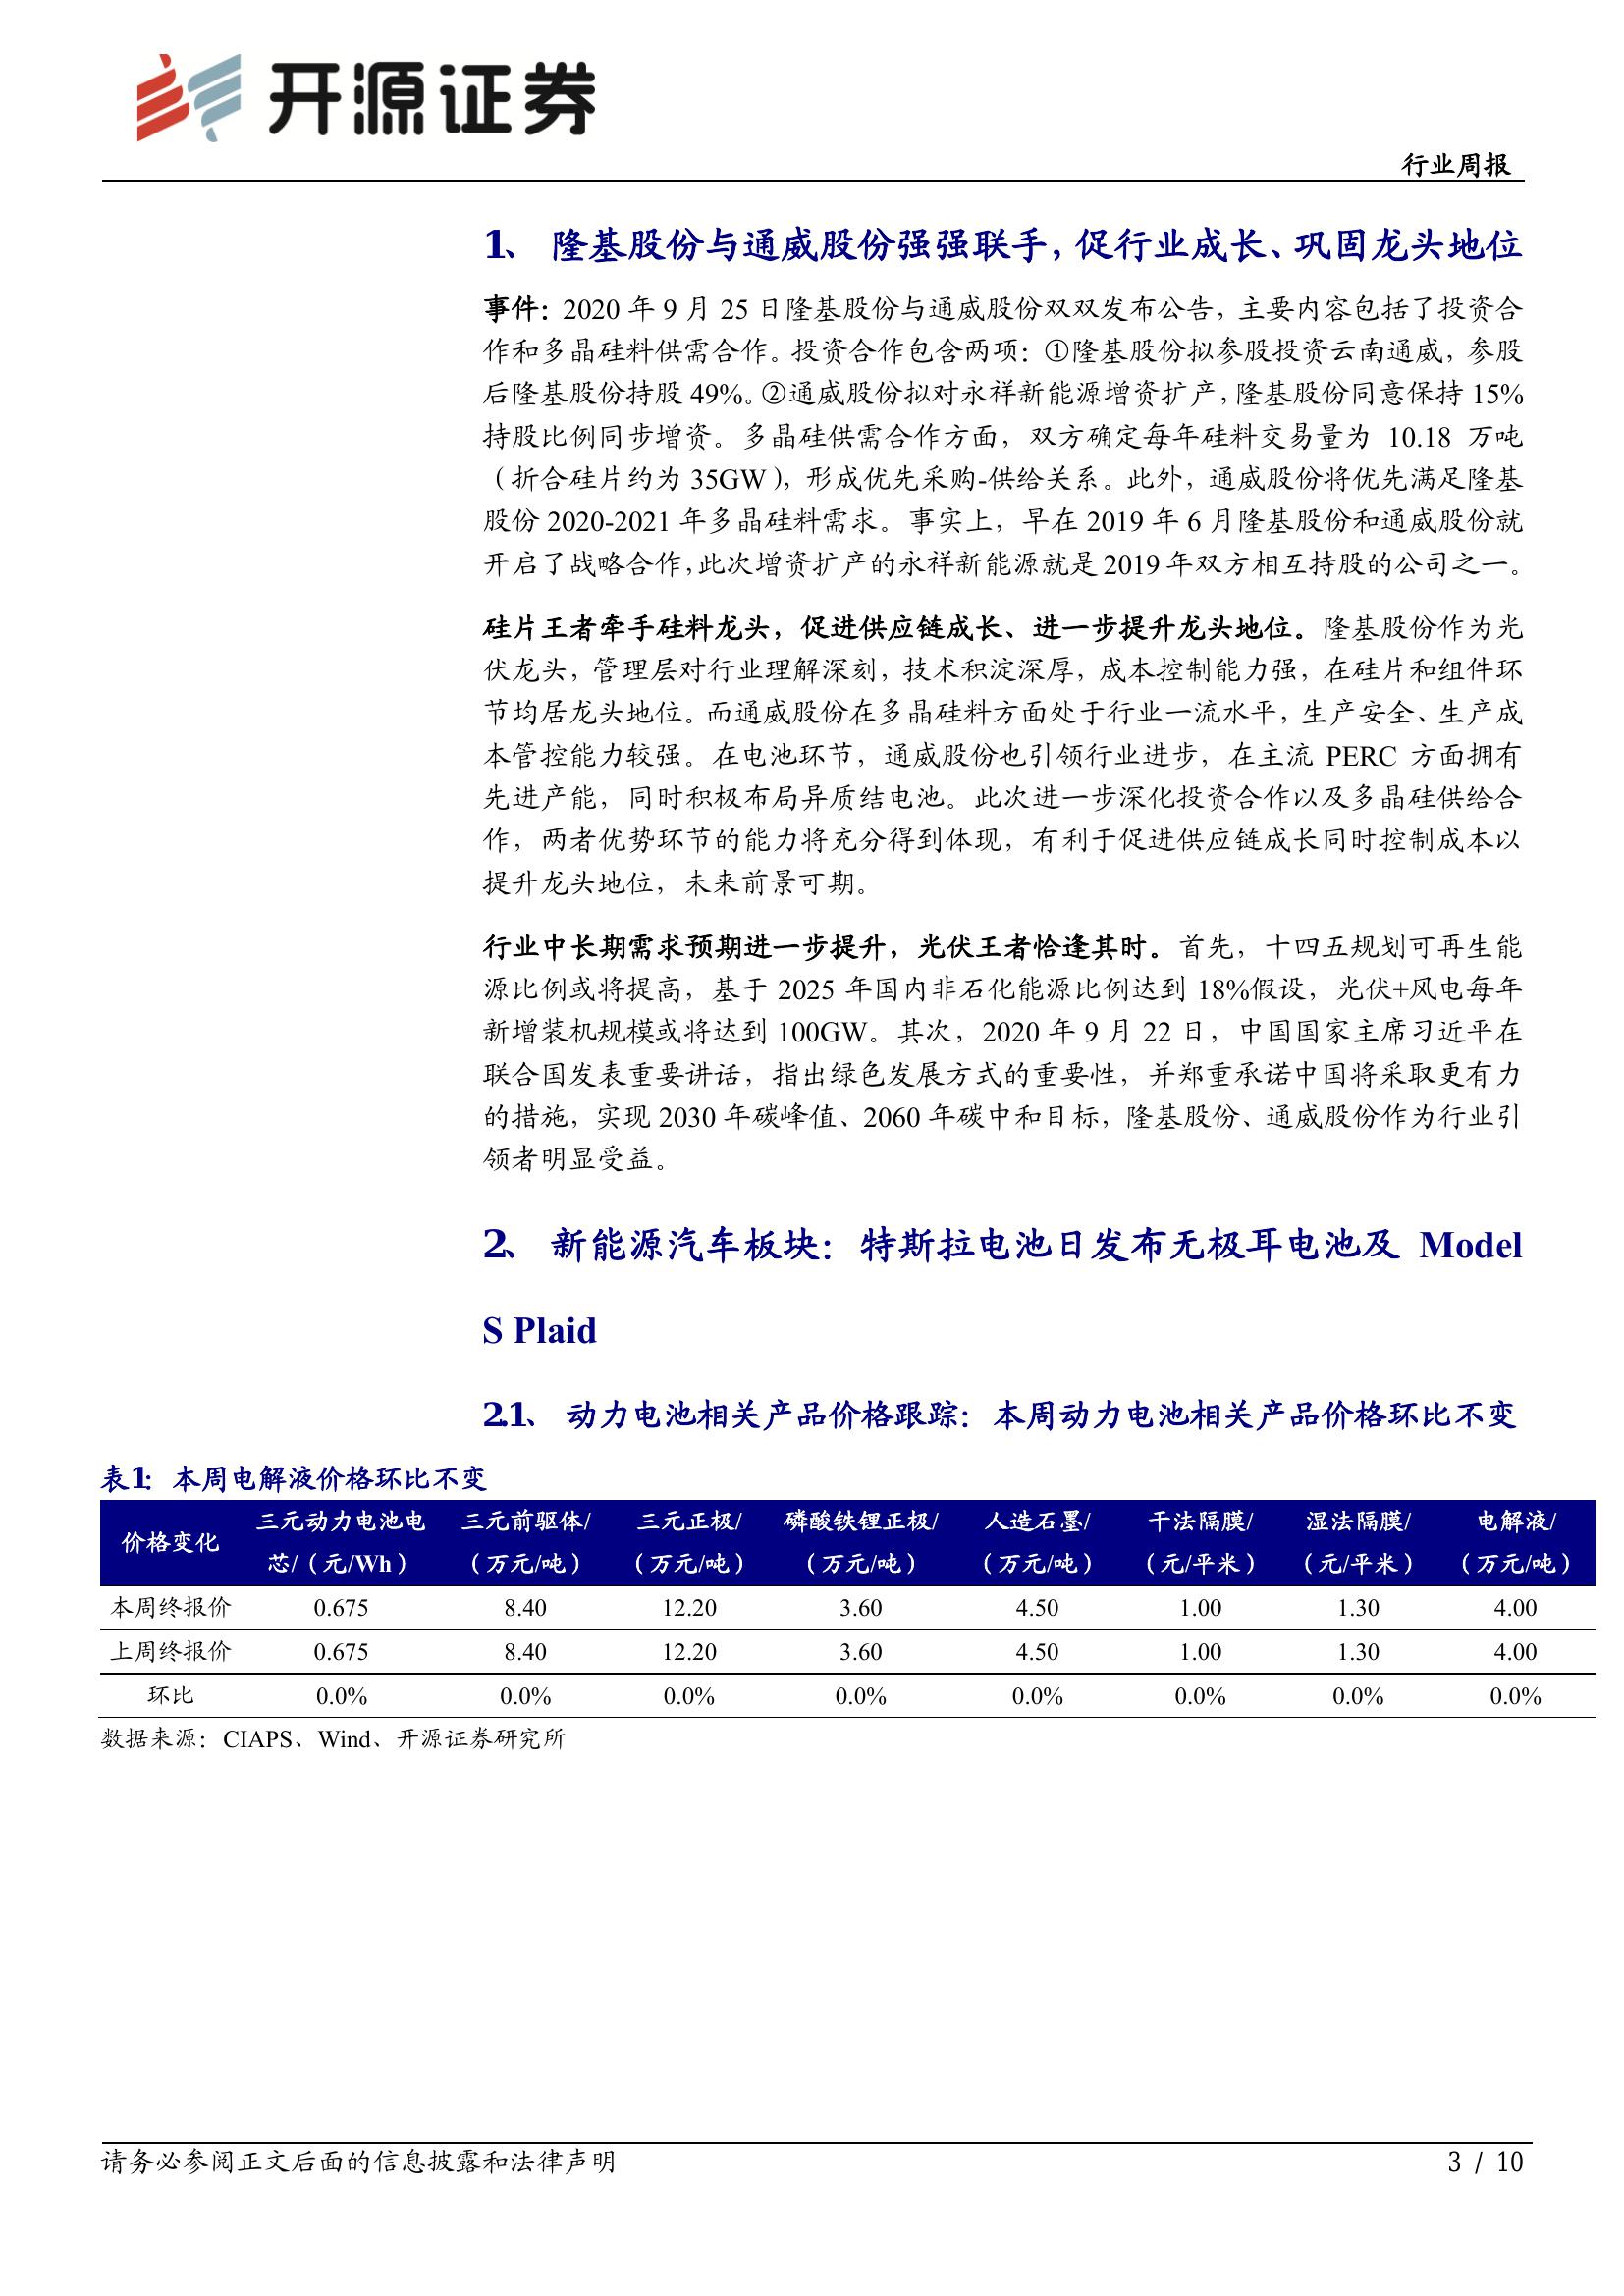 开源证券
行业周报
1、 隆基股份与通威股份强强联手，促行业成长、巩固龙头地位
事件：2020 年 9 月 25 日隆基股份与通威股份双双发布公告，主要内容包括了投资合
作和多晶硅料供需合作。投资合作包含两项：①隆基股份拟参股投资云南通威，参股
后隆基股份持股 49%。②通威股份拟对永祥新能源增资扩产，隆基股份同意保持 15%
持股比例同步增资。多晶硅供需合作方面，双方确定每年硅料交易量为 10.18 万吨
（折合硅片约为 35GW），形成优先采购-供给关系。此外，通威股份将优先满足隆基
股份 2020-2021 年多晶硅料需求。事实上，早在 2019 年 6 月隆基股份和通威股份就
开启了战略合作，此次增资扩产的永祥新能源就是 2019 年双方相互持股的公司之一。
硅片王者牵手硅料龙头，促进供应链成长、进一步提升龙头地位。隆基股份作为光
伏龙头，管理层对行业理解深刻，技术积淀深厚，成本控制能力强，在硅片和组件环
节均居龙头地位。而通威股份在多晶硅料方面处于行业一流水平，生产安全、生产成
本管控能力较强。在电池环节，通威股份也引领行业进步，在主流 PERC 方面拥有
先进产能，同时积极布局异质结电池。此次进一步深化投资合作以及多晶硅供给合
作，两者优势环节的能力将充分得到体现，有利于促进供应链成长同时控制成本以
提升龙头地位，未来前景可期。
行业中长期需求预期进一步提升，光伏王者恰逢其时。首先，十四五规划可再生能
源比例或将提高，基于 2025 年国内非石化能源比例达到 18%假设，光伏+风电每年
新增装机规模或将达到 100GW。其次，2020 年 9 月 22 日，中国国家主席习近平在
联合国发表重要讲话，指出绿色发展方式的重要性，并郑重承诺中国将采取更有力
的措施，实现 2030 年碳峰值、2060 年碳中和目标，隆基股份、通威股份作为行业引
领者明显受益。
2、 新能源汽车板块：特斯拉电池日发布无极耳电池及 Model
S Plaid
2.1、 动力电池相关产品价格跟踪：本周动力电池相关产品价格环比不变
表1：本周电解液价格环比不变
价格变化 三元动力电池电 三元前驱体/ 三元正极/ 磷酸铁锂正极/ 人造石墨/ 干法隔膜/ 湿法隔膜/ 电解液/
芯/（元/Wh） （万元/吨） （万元/吨） （万元/吨） （万元/吨） （元/平米） （元/平米） （万元/吨）
本周终报价 0.675 8.40 12.20 3.60 4.50 1.00 1.30 4.00
上周终报价 0.675 8.40 12.20 3.60 4.50 1.00 1.30 4.00
环比 0.0% 0.0% 0.0% 0.0% 0.0% 0.0% 0.0% 0.0%
数据来源：CIAPS、Wind、开源证券研究所
请务必参阅正文后面的信息披露和法律声明
3 / 10